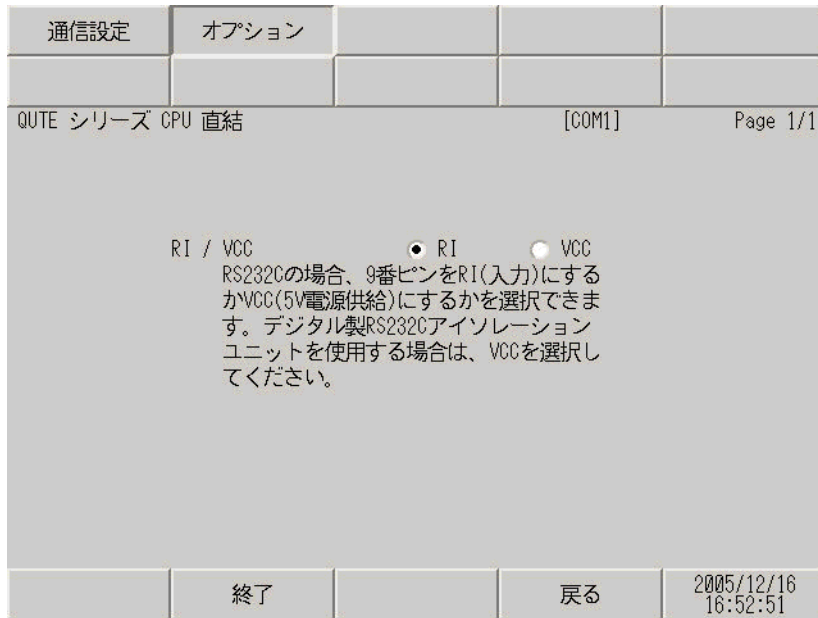 通信設定 オプション
QUTE シリーズ CPU 直結 [COM1] Page 1/1
RI / VCC RI VCC
RS232Cの場合、9番ピンをRI(入力)にする
かVCC(5V電源供給)にするかを選択できま
す。デジタル製RS232Cアイソレーション
ユニットを使用する場合は、VCCを選択し
てください。
終了 戻る 2005/12/16
16:52:51